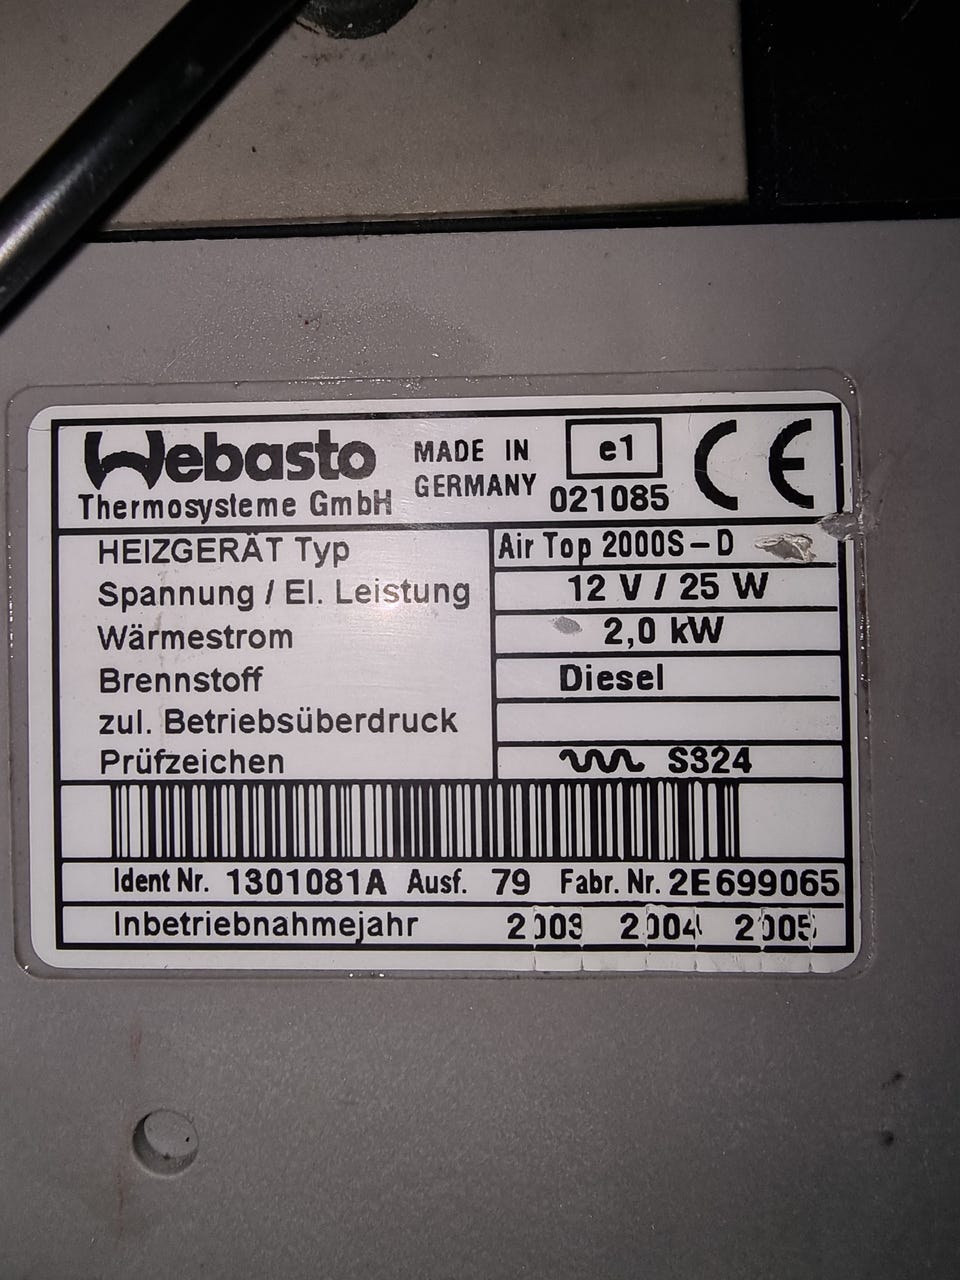 Webasto
Thermosysteme GmbH
MADE IN
GERMANY
e1
021085
CE
HEIZGERÄT Typ Air Top 2000S-D
Spannung / El. Leistung 12 V / 25 W
Wärmestrom 2,0 kW
Brennstoff Diesel
zul. Betriebsüberdruck
Prüfzeichen S324
Ident Nr. 1301081A Ausf. 79 Fabr. Nr. 2E699065
Inbetriebnahmejahr 2003 2004 2005